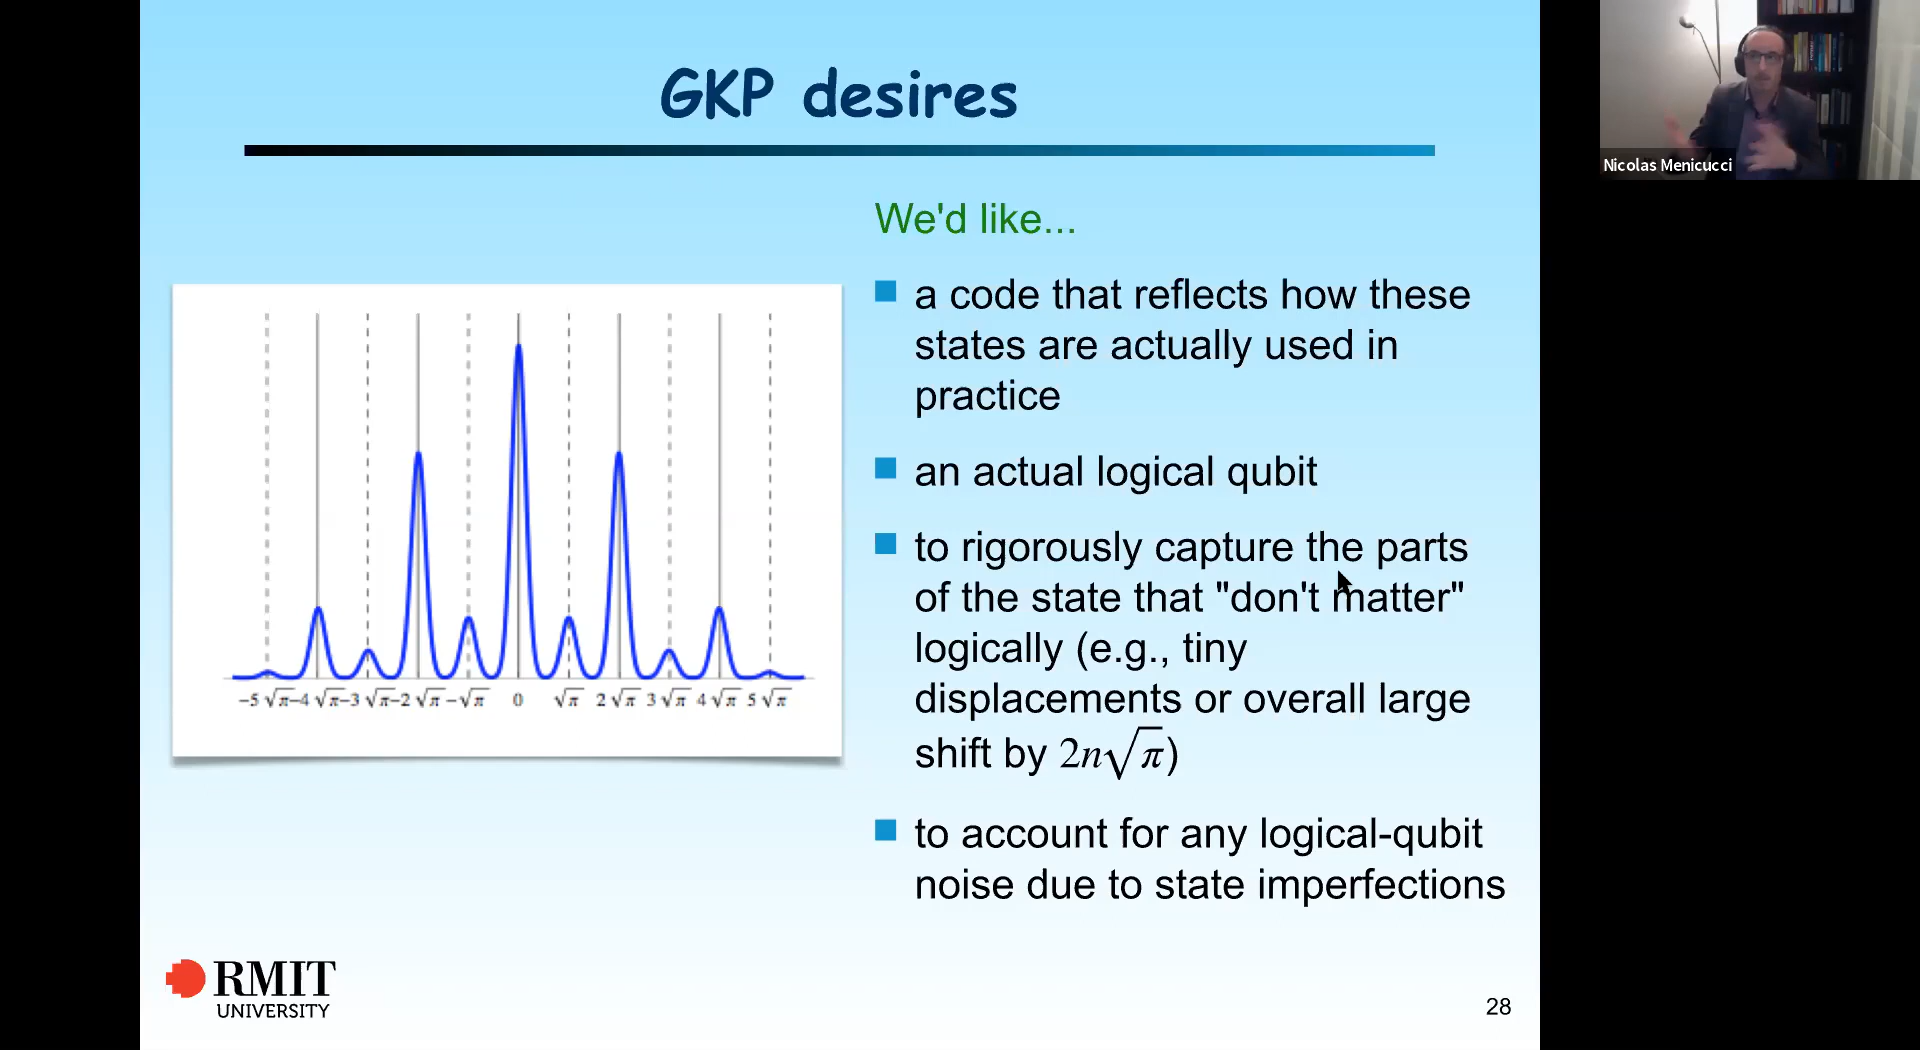 GKP desires
Nicolas Menicucci
We'd like...
a code that reflects how these
states are actually used in
practice
an actual logical qubit
to rigorously capture the parts
of the state that "don't matter"
logically (e.g., tiny
displacements or overall large
shift by 2n√π)
to account for any logical-qubit
noise due to state imperfections
−5 √π −4 √π −3 √π −2 √π −√π 0 √π 2 √π 3 √π 4 √π 5 √π
RMIT
UNIVERSITY
28